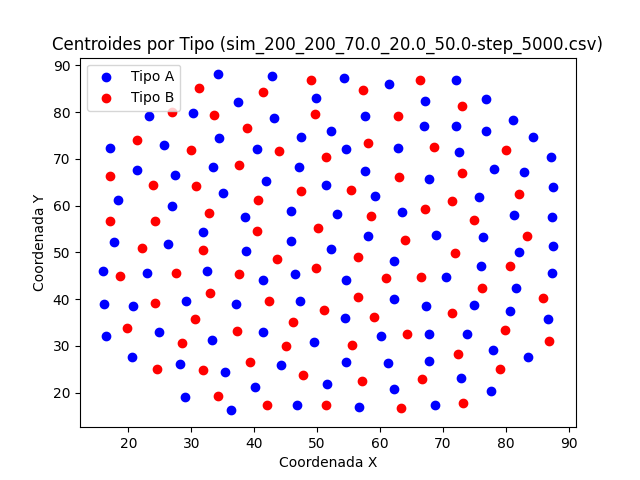 Centroides por Tipo (sim_200_200_70.0_20.0_50.0-step_5000.csv)
Tipo A
Tipo B
90
80
70
60
50
40
30
20
Coordenada Y
20 30 40 50 60 70 80 90
Coordenada X